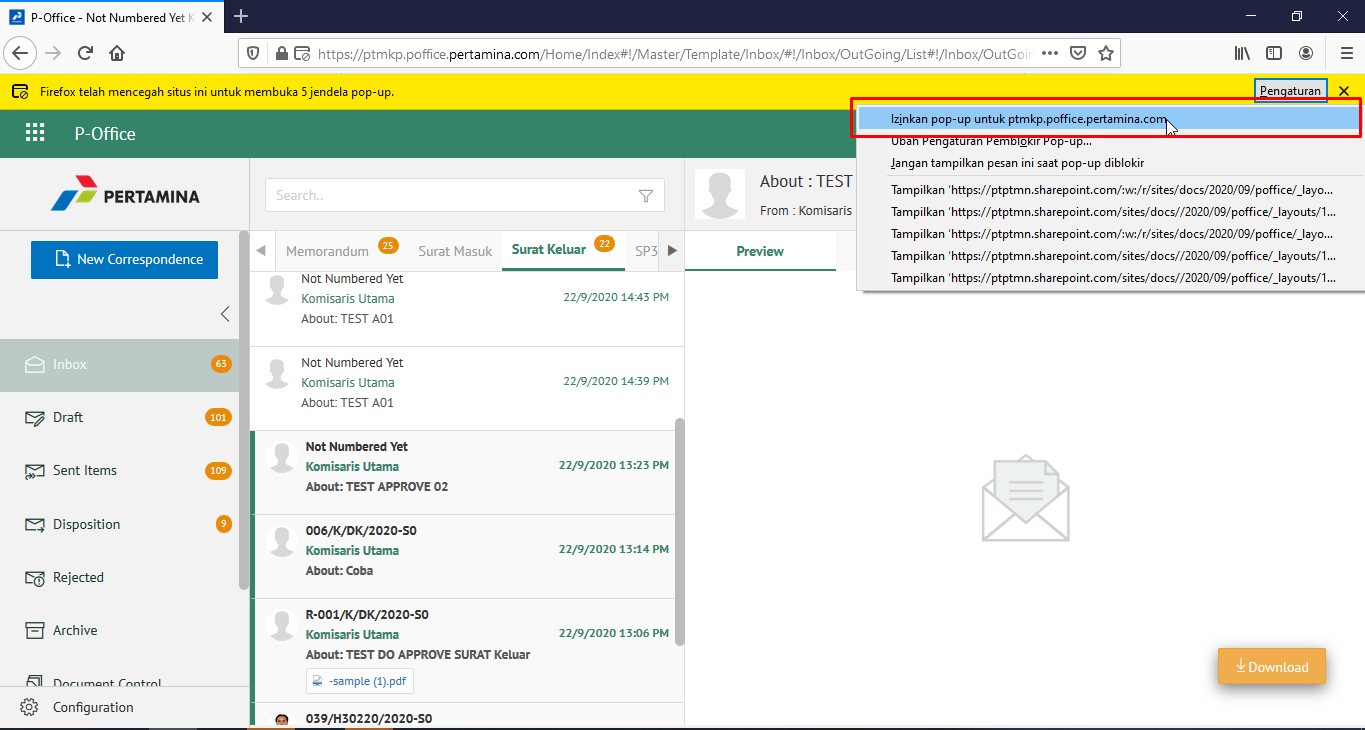 P-Office - Not Numbered Yet K
https://ptmkp.poffice.pertamina.com/Home/Index#!/Master/Template/Inbox/#!/Inbox/OutGoing/List#!/Inbox/OutGoin
Firefox telah mencegah situs ini untuk membuka 5 jendela pop-up.
Pengaturan
Izinkan pop-up untuk ptmkp.poffice.pertamina.com
Ubah Pengaturan Pemblokir Pop-up...
Jangan tampilkan pesan ini saat pop-up diblokir
Tampilkan 'https://ptptmn.sharepoint.com/:w:/r/sites/docs/2020/09/poffice/_layo...
Tampilkan 'https://ptptmn.sharepoint.com/sites/docs//2020/09/poffice/_layouts/1...
Tampilkan 'https://ptptmn.sharepoint.com/:w:/r/sites/docs/2020/09/poffice/_layo...
Tampilkan 'https://ptptmn.sharepoint.com/sites/docs//2020/09/poffice/_layouts/1...
Tampilkan 'https://ptptmn.sharepoint.com/sites/docs//2020/09/poffice/_layouts/1...
P-Office
PERTAMINA
New Correspondence
Inbox 63
Draft 101
Sent Items 109
Disposition 9
Rejected
Archive
Document Control
Configuration
Search...
Memorandum 25 Surat Masuk Surat Keluar 22 SP3
Not Numbered Yet
Komisaris Utama 22/9/2020 14:43 PM
About: TEST A01
Not Numbered Yet
Komisaris Utama 22/9/2020 14:39 PM
About: TEST A01
Not Numbered Yet
Komisaris Utama 22/9/2020 13:23 PM
About: TEST APPROVE 02
006/K/DK/2020-S0
Komisaris Utama 22/9/2020 13:14 PM
About: Coba
R-001/K/DK/2020-S0
Komisaris Utama 22/9/2020 13:06 PM
About: TEST DO APPROVE SURAT Keluar
-sample (1).pdf
039/H30220/2020-S0
About : TEST
From : Komisaris
Preview
Download